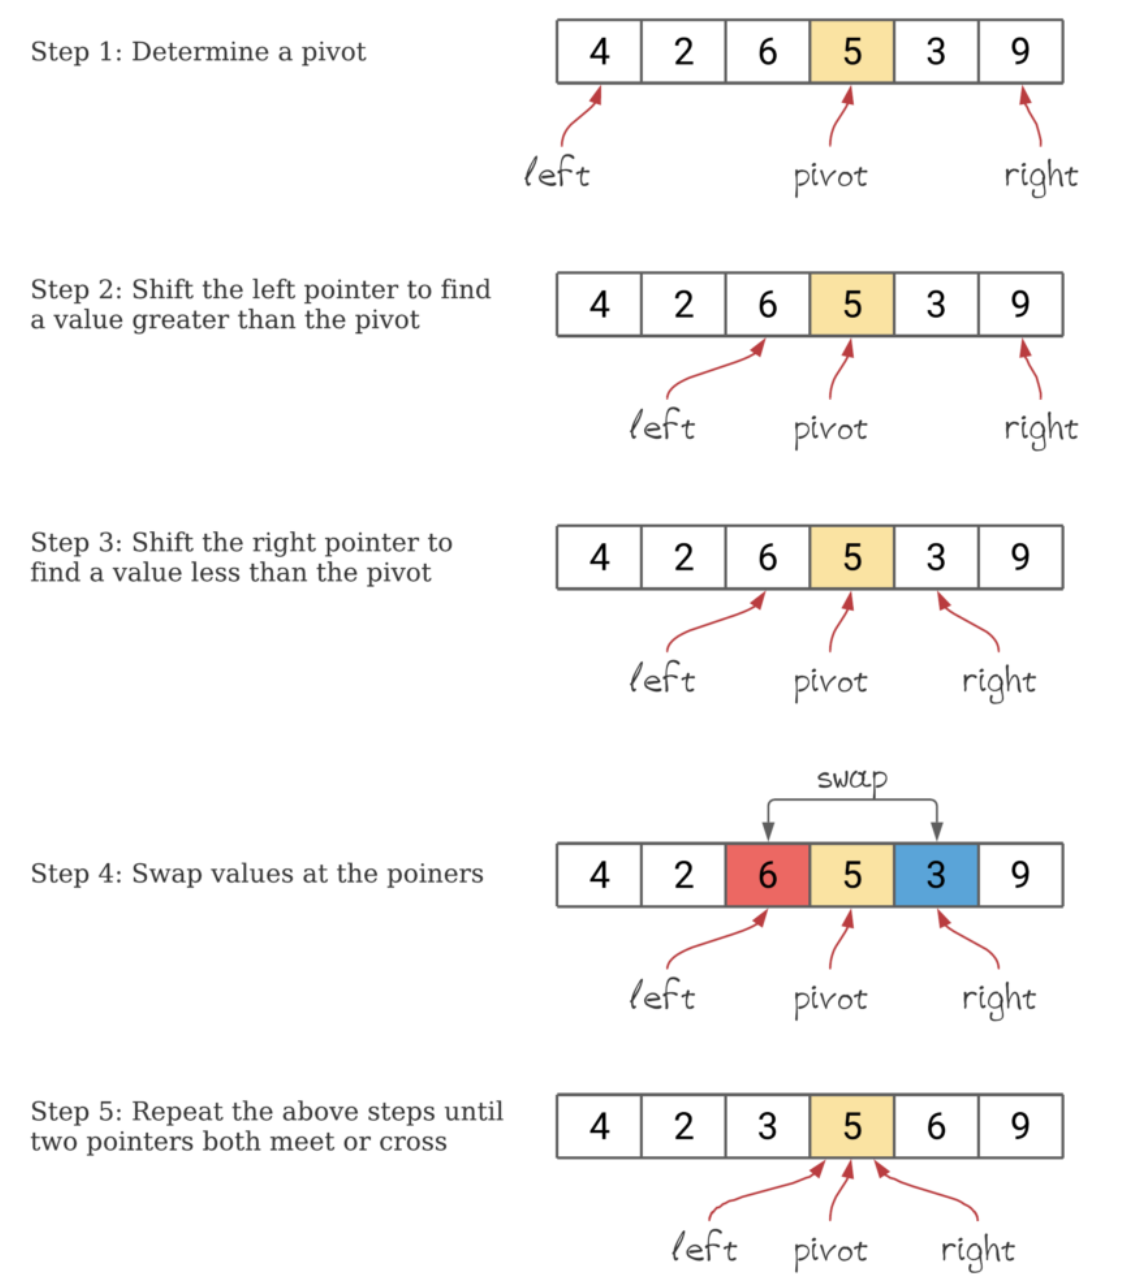 Step 1: Determine a pivot
4 2 6 5 3 9
left pivot right
Step 2: Shift the left pointer to find
a value greater than the pivot
4 2 6 5 3 9
left pivot right
Step 3: Shift the right pointer to
find a value less than the pivot
4 2 6 5 3 9
left pivot right
swap
Step 4: Swap values at the poiners
4 2 6 5 3 9
left pivot right
Step 5: Repeat the above steps until
two pointers both meet or cross
4 2 3 5 6 9
left pivot right